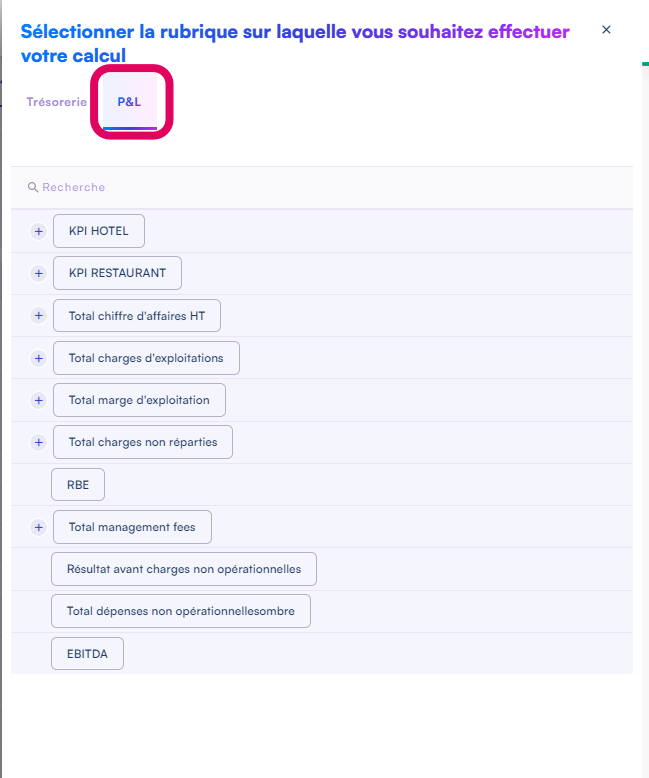 Sélectionner la rubrique sur laquelle vous souhaitez effectuer
votre calcul
Trésorerie
P&L
Recherche
KPI HOTEL
KPI RESTAURANT
Total chiffre d'affaires HT
Total charges d'exploitations
Total marge d'exploitation
Total charges non réparties
RBE
Total management fees
Résultat avant charges non opérationnelles
Total dépenses non opérationnellesombre
EBITDA